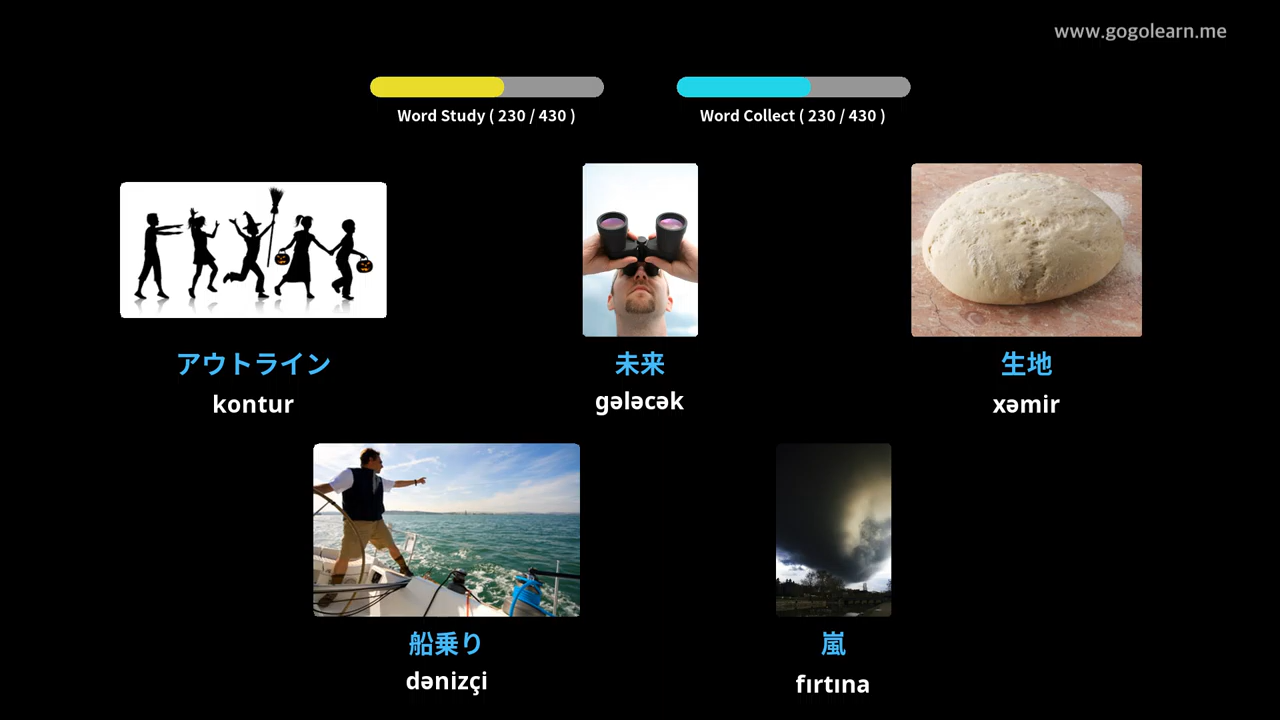 www.gogolearn.me
Word Study ( 230 / 430 )
Word Collect ( 230 / 430 )
アウトライン
kontur
未来
gələcək
生地
xəmir
船乗り
dənizçi
嵐
fırtına